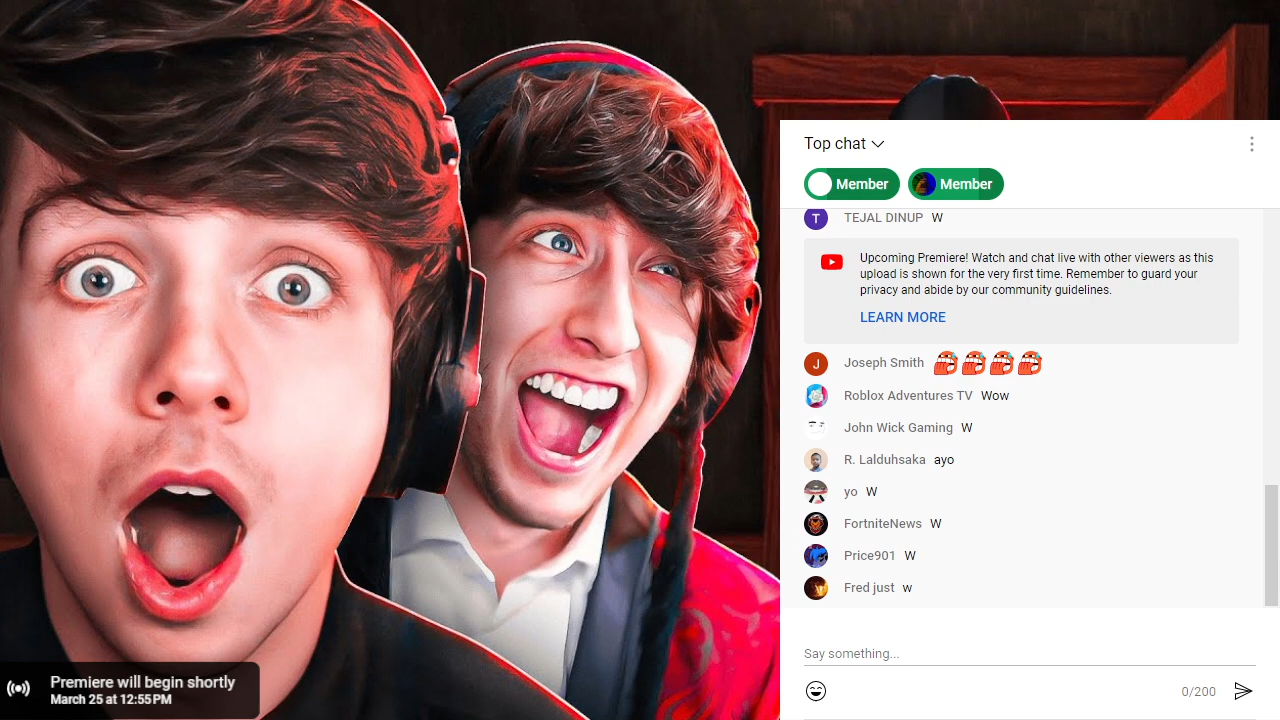 Top chat
Member Member
T TEJAL DINUP W
Upcoming Premiere! Watch and chat live with other viewers as this
upload is shown for the very first time. Remember to guard your
privacy and abide by our community guidelines.
LEARN MORE
J Joseph Smith
Roblox Adventures TV Wow
John Wick Gaming W
R. Lalduhsaka ayo
yo W
FortniteNews W
Price901 W
Fred just w
Say something...
0/200
Premiere will begin shortly
March 25 at 12:55 PM